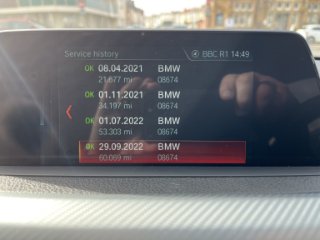 Service history BBC R1 14:49
OK 08.04.2021 BMW
21.677 mi 08674
OK 01.11.2021 BMW
34.197 mi 08674
OK 01.07.2022 BMW
53.303 mi 08674
OK 29.09.2022 BMW
60.069 mi 08674